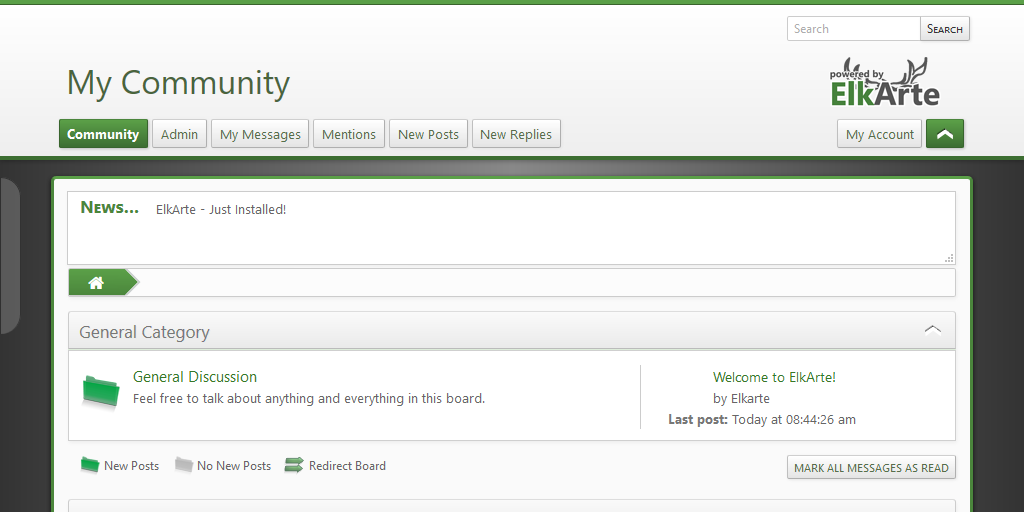 Search
Search
My Community
powered by
ElkArte
Community
Admin
My Messages
Mentions
New Posts
New Replies
My Account
News...
ElkArte - Just Installed!
General Category
General Discussion
Feel free to talk about anything and everything in this board.
Welcome to ElkArte!
by Elkarte
Last post: Today at 08:44:26 am
New Posts
No New Posts
Redirect Board
MARK ALL MESSAGES AS READ